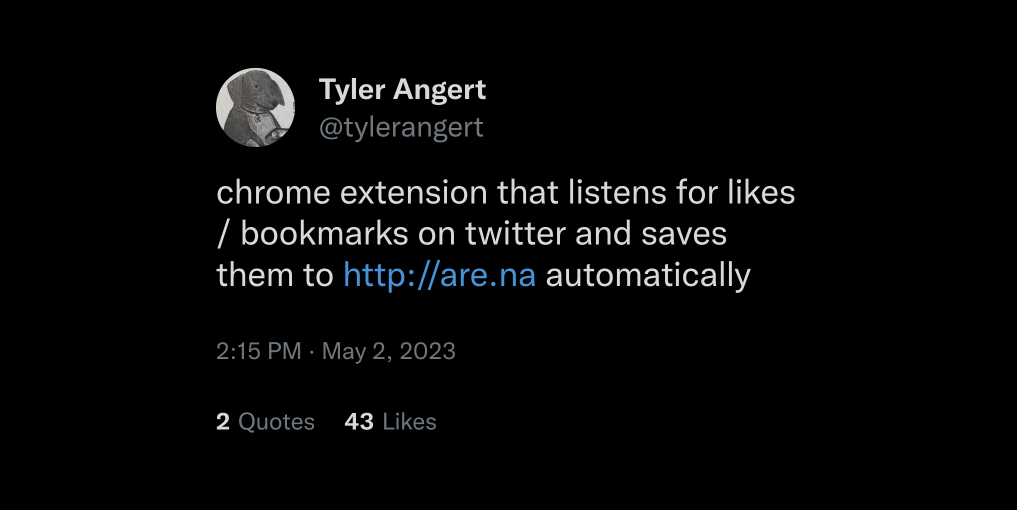 Tyler Angert
@tylerangert
chrome extension that listens for likes
/ bookmarks on twitter and saves
them to http://are.na automatically
2:15 PM · May 2, 2023
2 Quotes 43 Likes